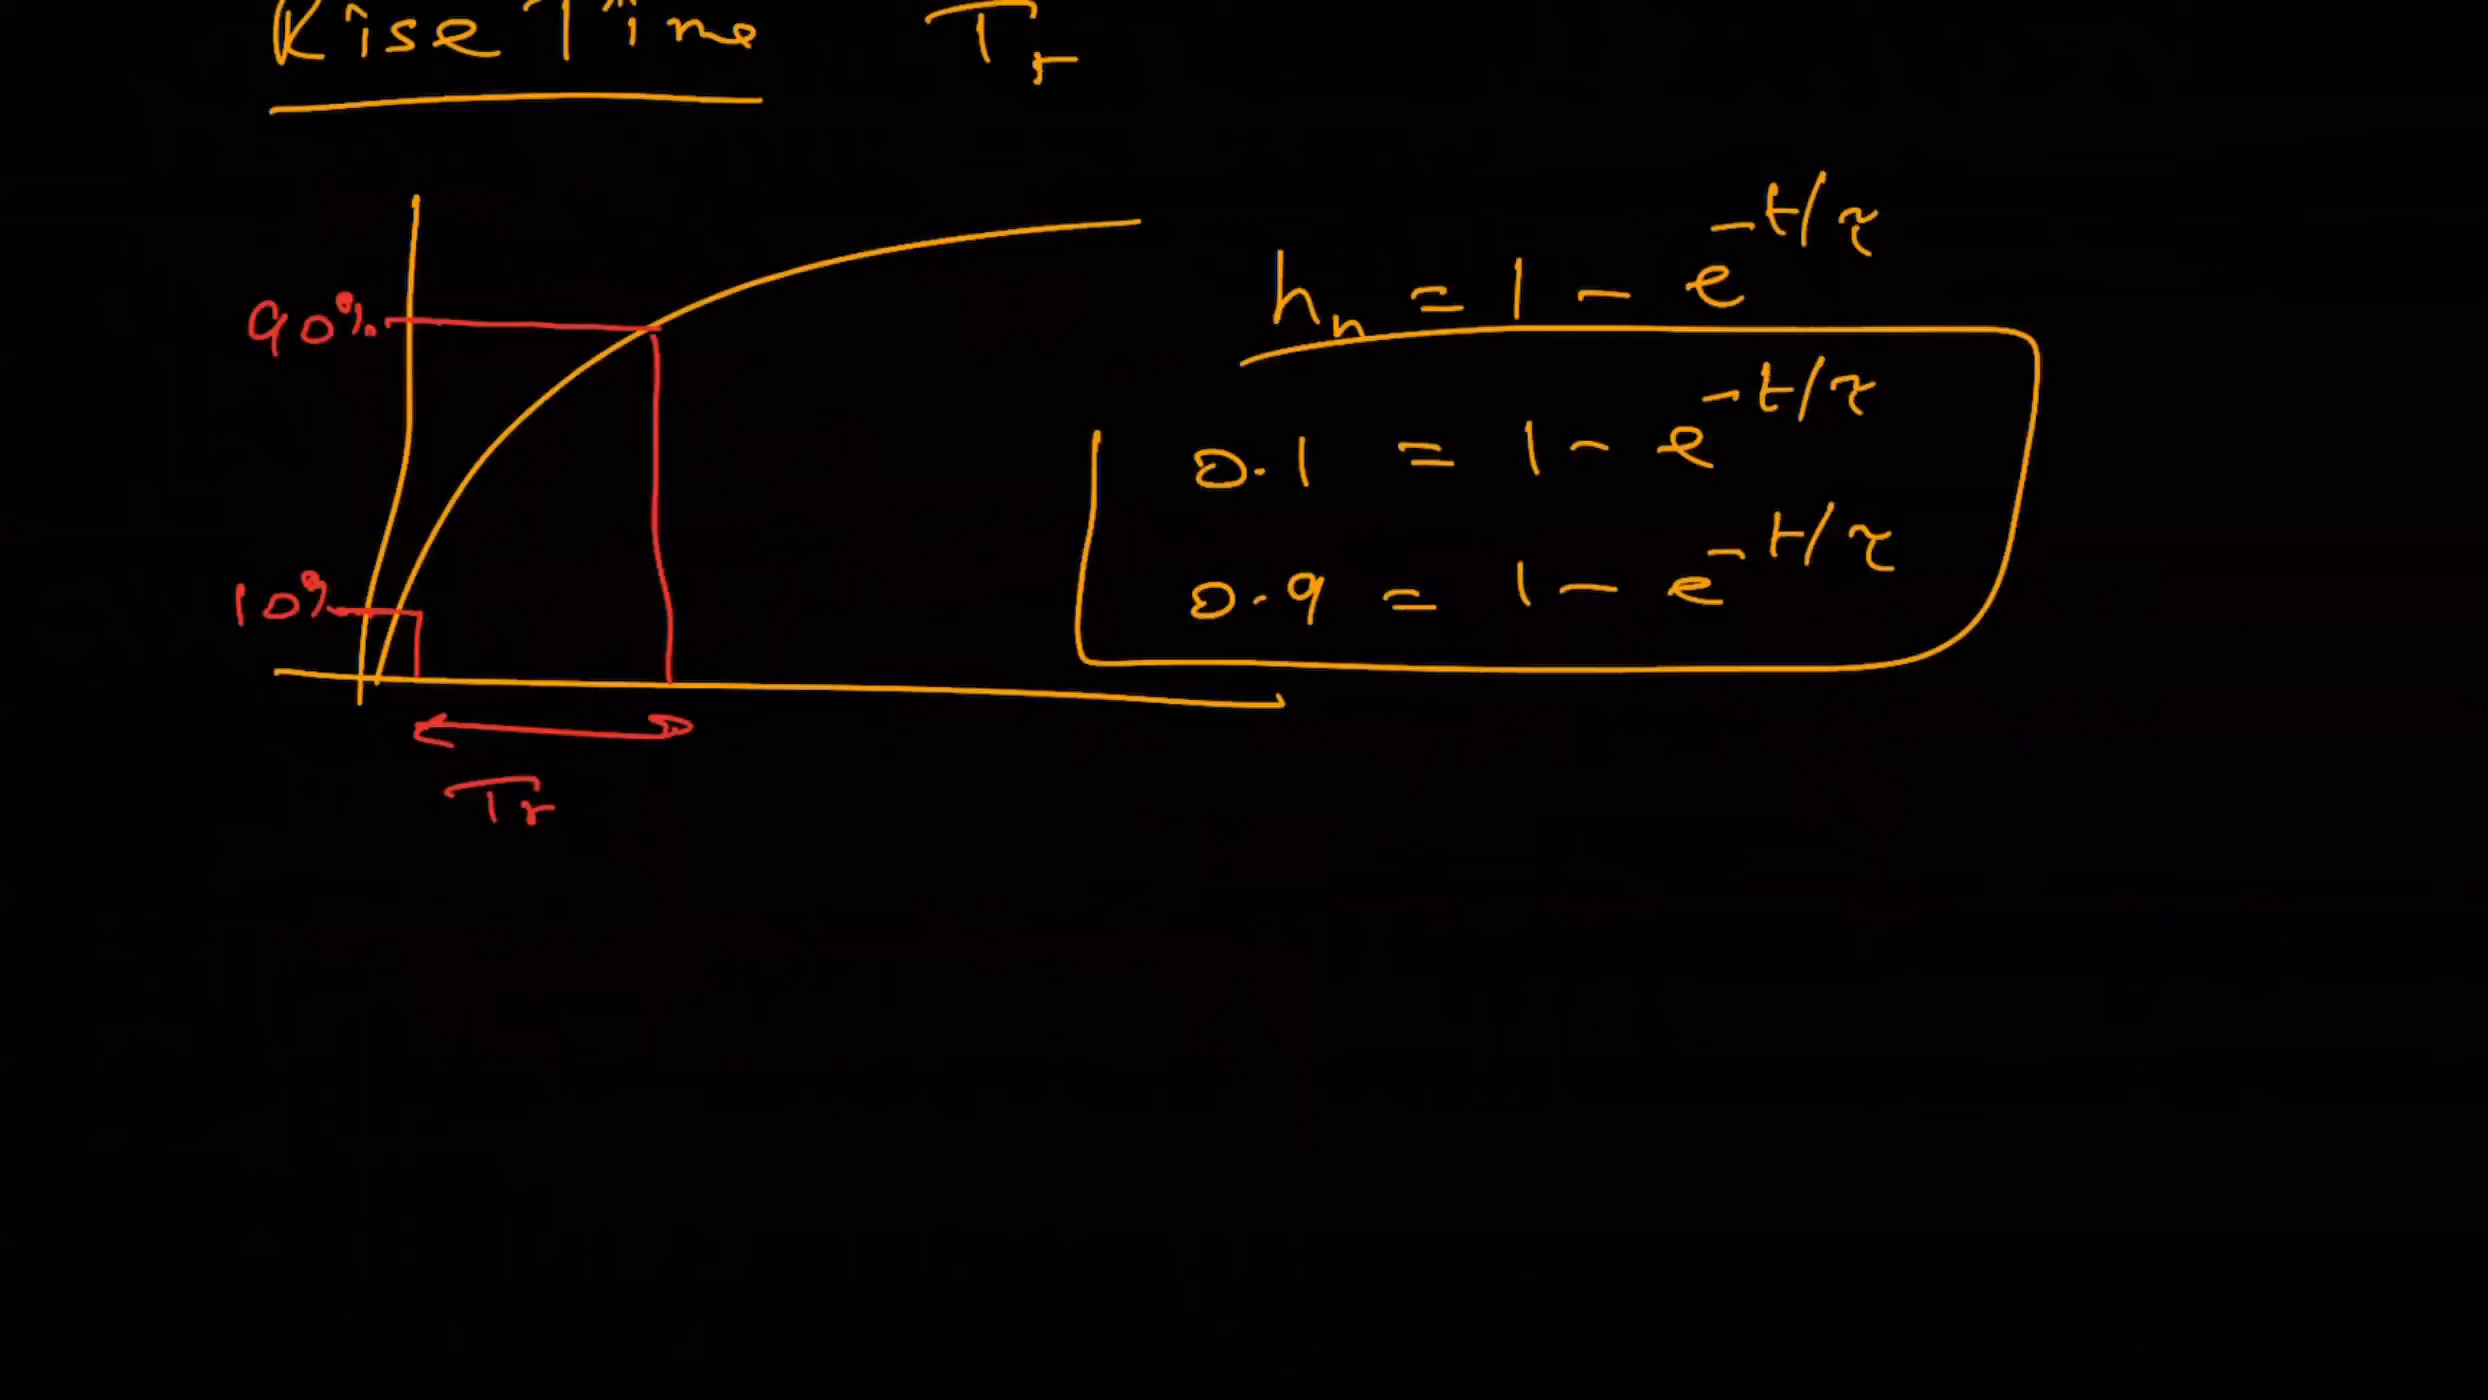 Rise Time Tr
90%
hn = 1 - e^-t/τ
0.1 = 1 - e^-t/τ
0.9 = 1 - e^-t/τ
10%
Tr